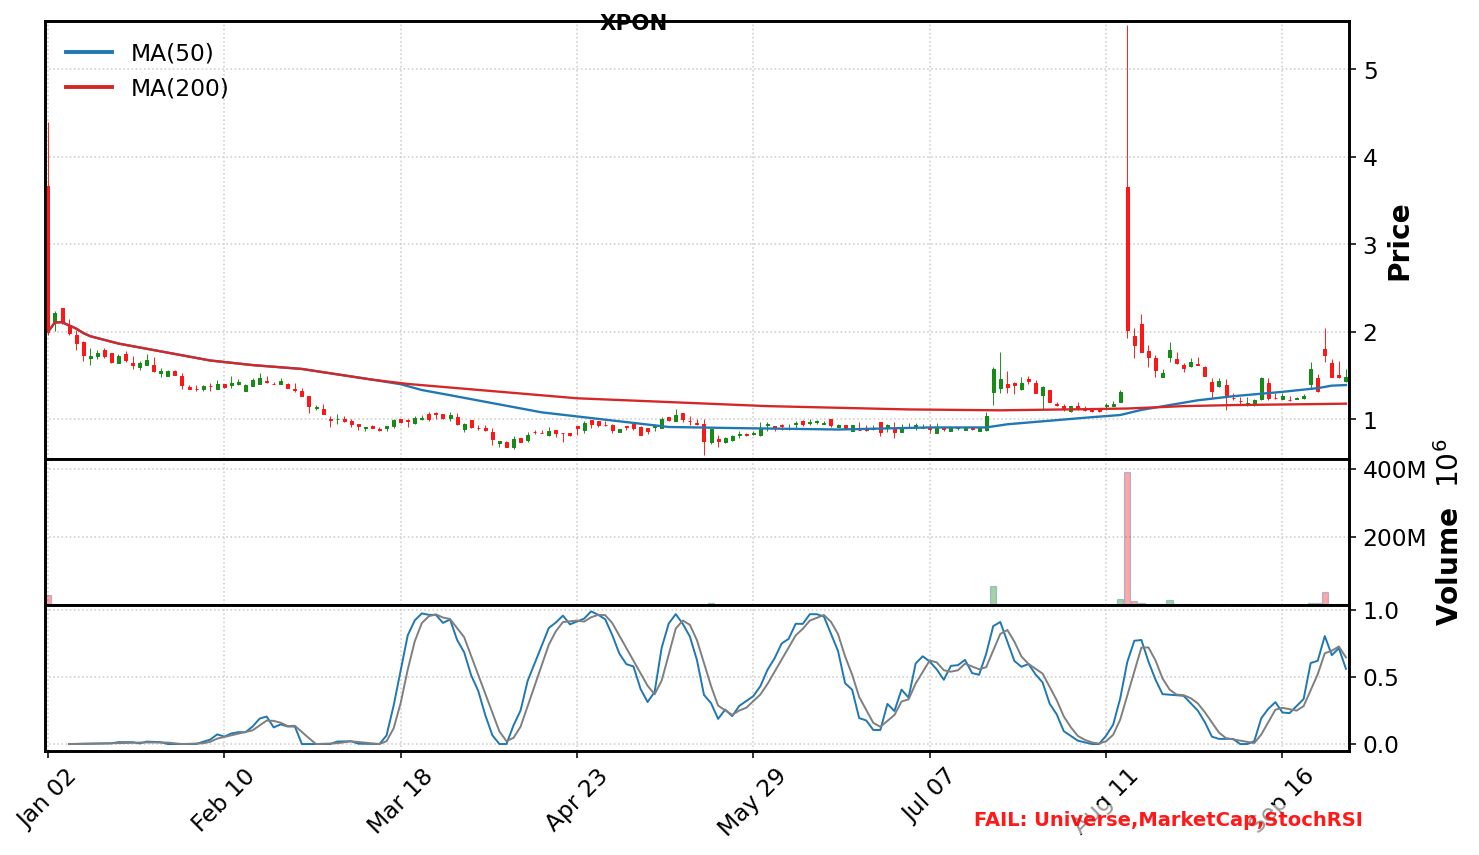 XPON
MA(50)
MA(200)
5
4
3
2
1
Price
400M
200M
Volume 10^6
1.0
0.5
0.0
Jan 02
Feb 10
Mar 18
Apr 23
May 29
Jul 07
Aug 11
Sep 16
FAIL: Universe,MarketCap,StochRSI